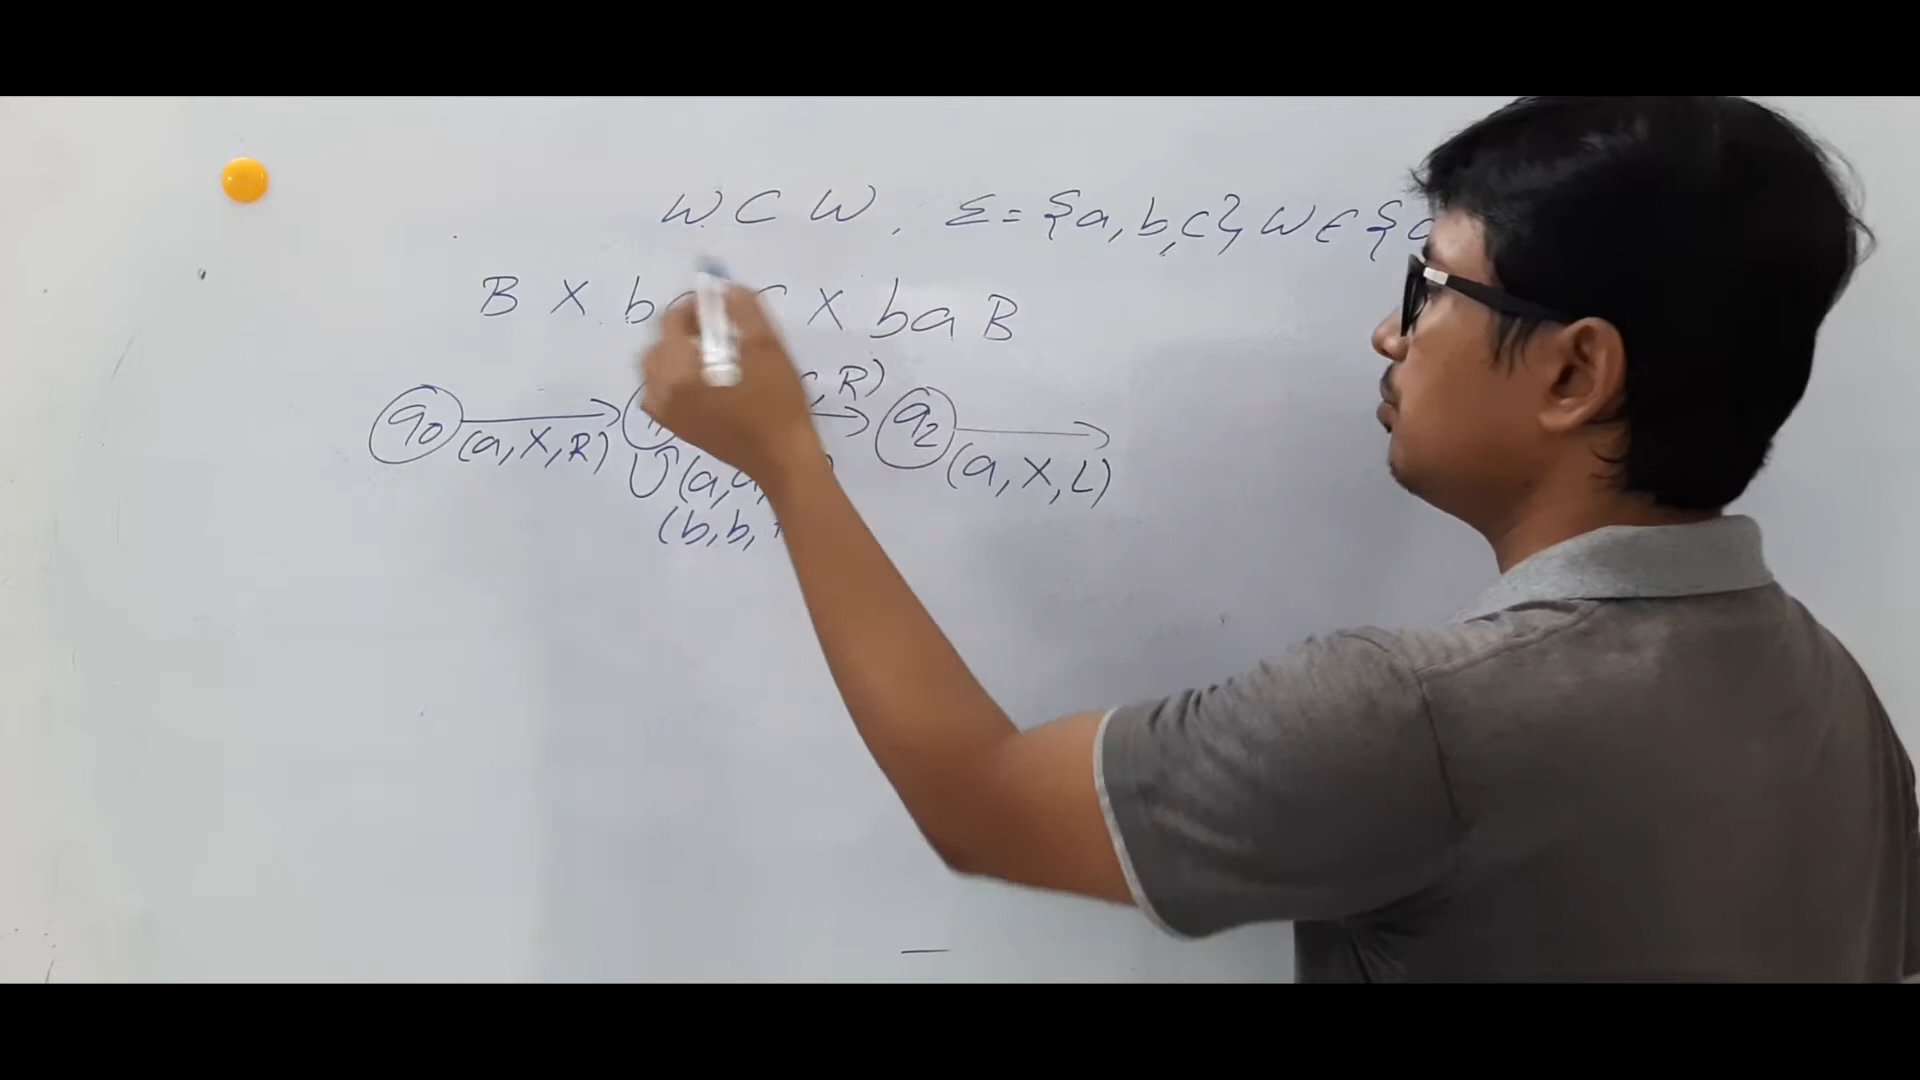 W C W , Σ = {a, b, c}, W ∈ {
B X b X b a B
C, R)
q0 q2
(a, X, R) (a, X, L)
(a, a,
(b, b,